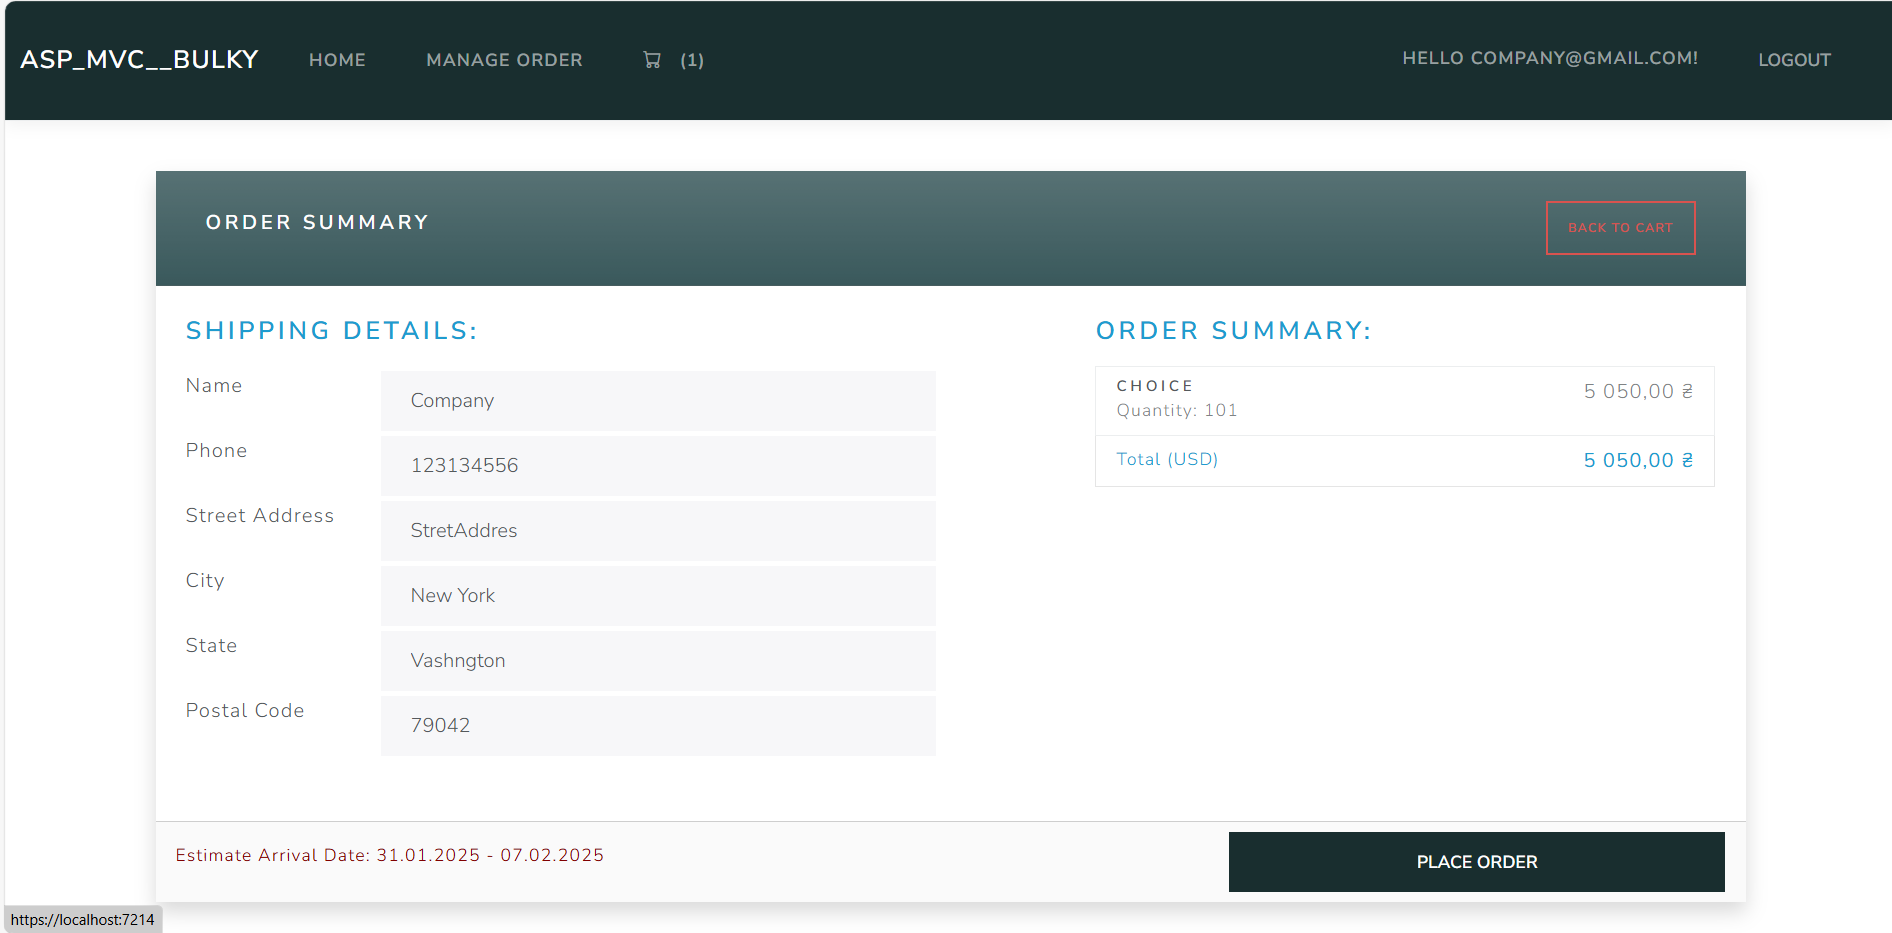 ASP_MVC__BULKY HOME MANAGE ORDER (1) HELLO COMPANY@GMAIL.COM! LOGOUT
ORDER SUMMARY BACK TO CART
SHIPPING DETAILS:
Name Company
Phone 123134556
Street Address StretAddres
City New York
State Vashngton
Postal Code 79042
ORDER SUMMARY:
CHOICE 5 050,00 ₴
Quantity: 101
Total (USD) 5 050,00 ₴
Estimate Arrival Date: 31.01.2025 - 07.02.2025 PLACE ORDER
https://localhost:7214